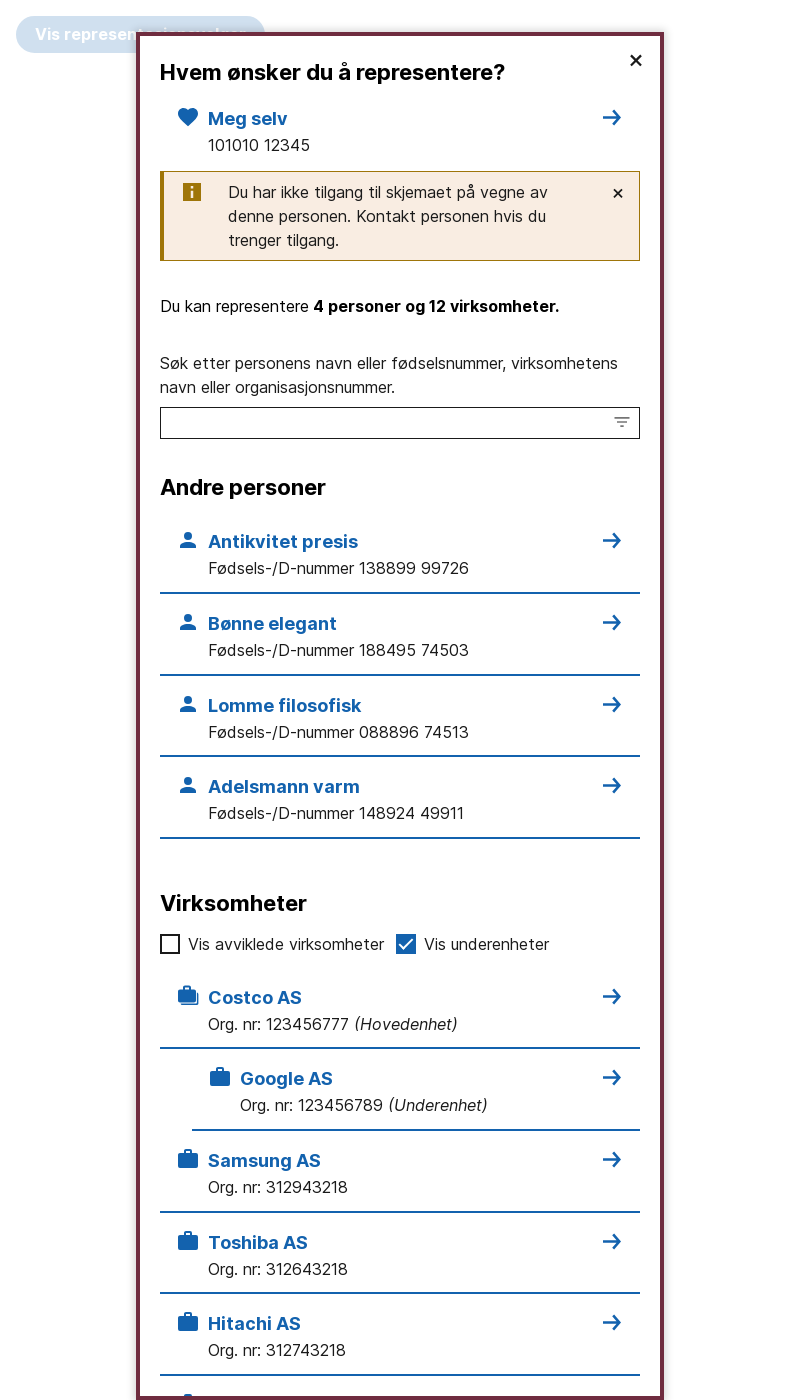 Hvem ønsker du å representere?
Meg selv
101010 12345
Du har ikke tilgang til skjemaet på vegne av
denne personen. Kontakt personen hvis du
trenger tilgang.
Du kan representere 4 personer og 12 virksomheter.
Søk etter personens navn eller fødselsnummer, virksomhetens
navn eller organisasjonsnummer.
Andre personer
Antikvitet presis
Fødsels-/D-nummer 138899 99726
Bønne elegant
Fødsels-/D-nummer 188495 74503
Lomme filosofisk
Fødsels-/D-nummer 088896 74513
Adelsmann varm
Fødsels-/D-nummer 148924 49911
Virksomheter
Vis avviklede virksomheter Vis underenheter
Costco AS
Org. nr: 123456777 (Hovedenhet)
Google AS
Org. nr: 123456789 (Underenhet)
Samsung AS
Org. nr: 312943218
Toshiba AS
Org. nr: 312643218
Hitachi AS
Org. nr: 312743218